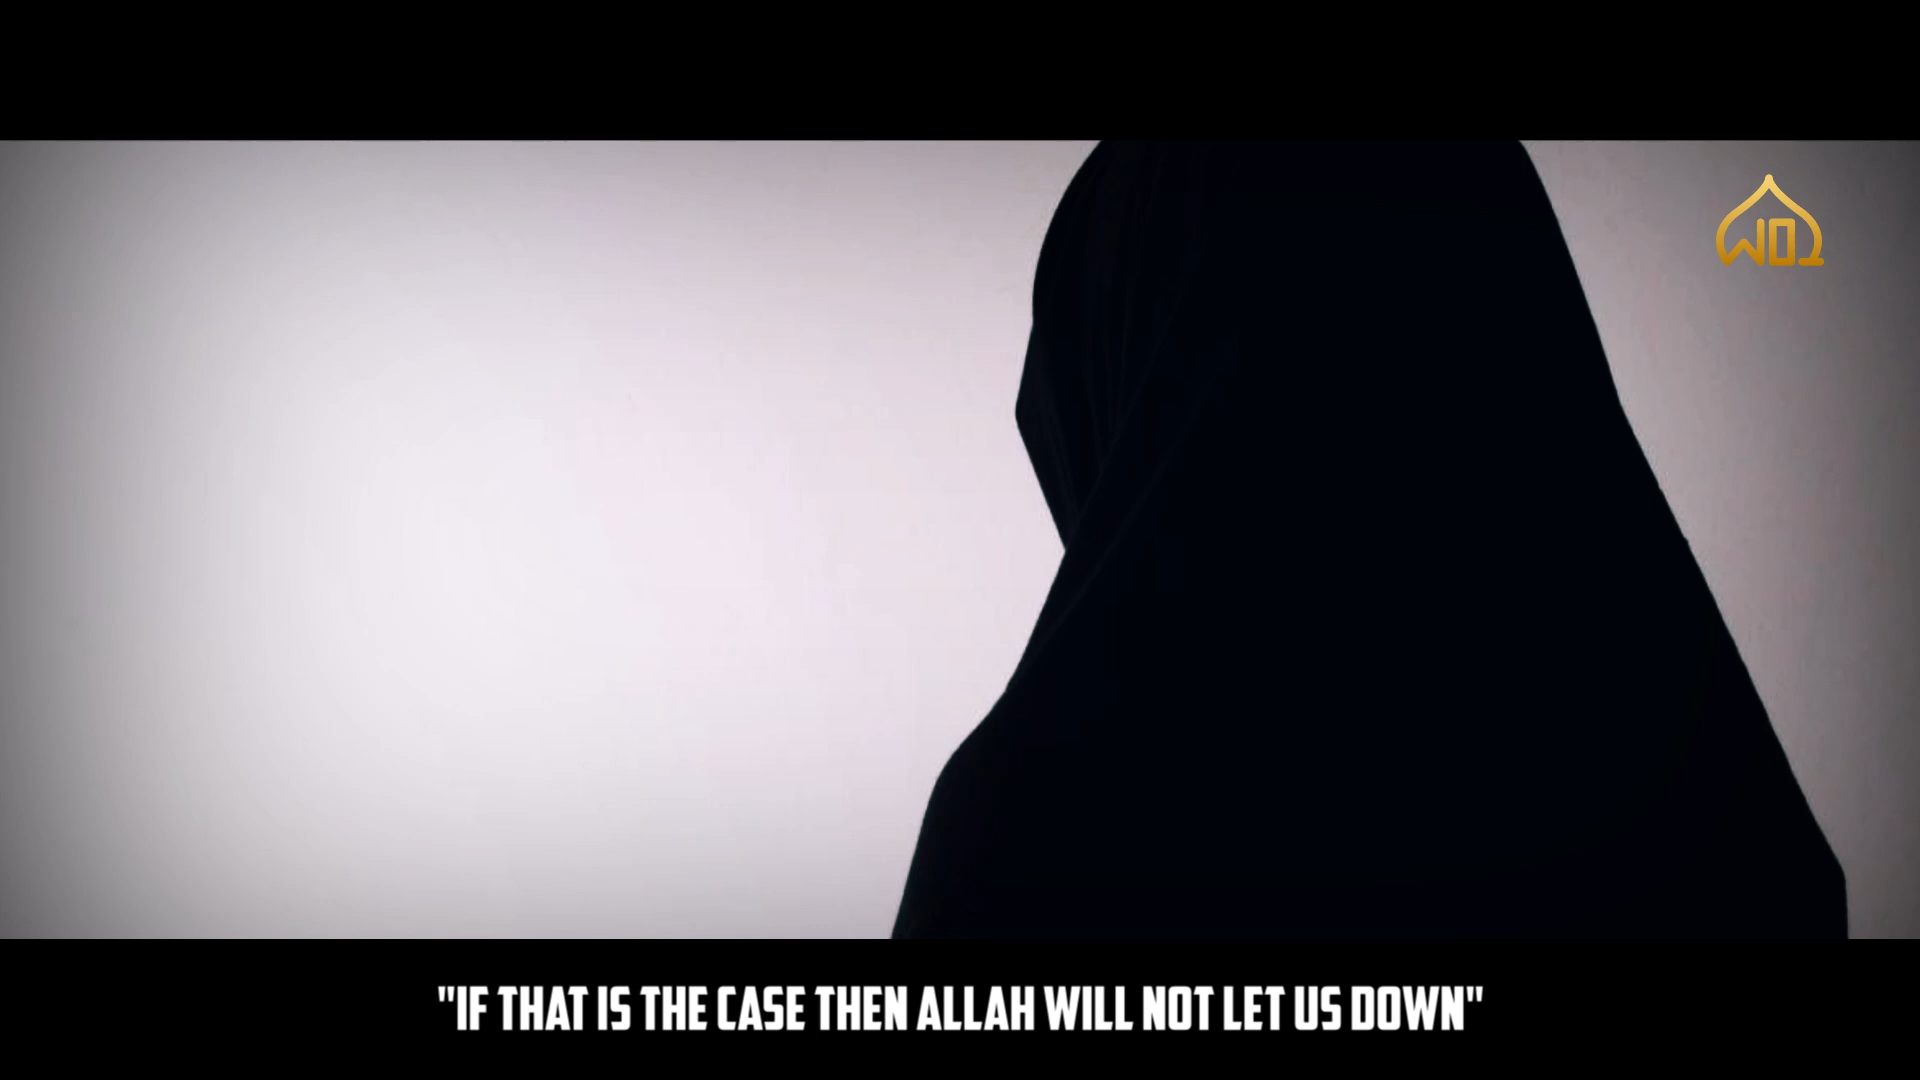 "IF THAT IS THE CASE THEN ALLAH WILL NOT LET US DOWN"